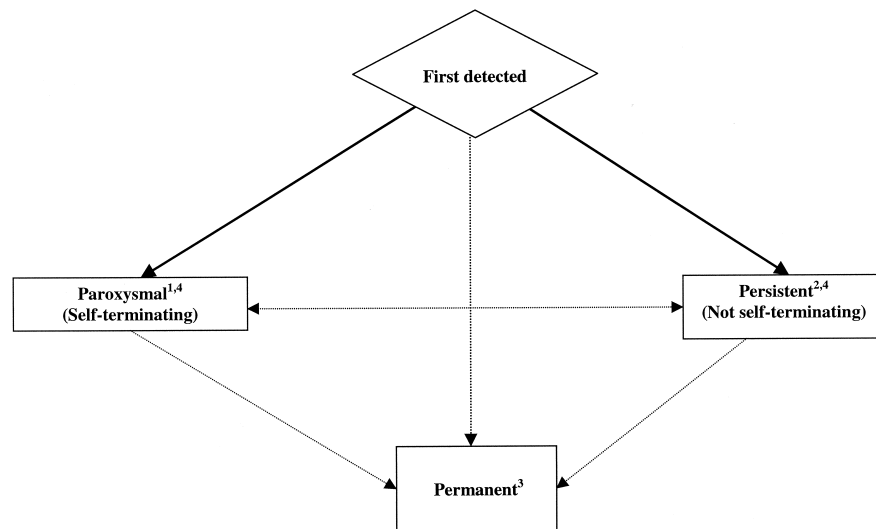 First detected
Paroxysmal1,4
(Self-terminating)
Persistent2,4
(Not self-terminating)
Permanent3